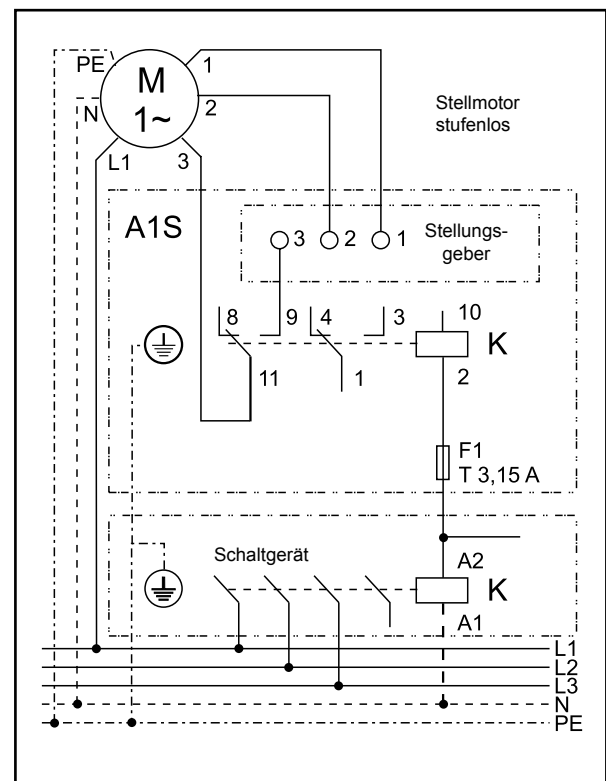 PE
1
M
1~
N
2
L1
3
Stellmotor
stufenlos
A1S
3
2
1
Stellungs-
geber
8
9
4
3
10
K
11
1
2
F1
T 3,15 A
Schaltgerät
A2
K
A1
L1
L2
L3
N
PE